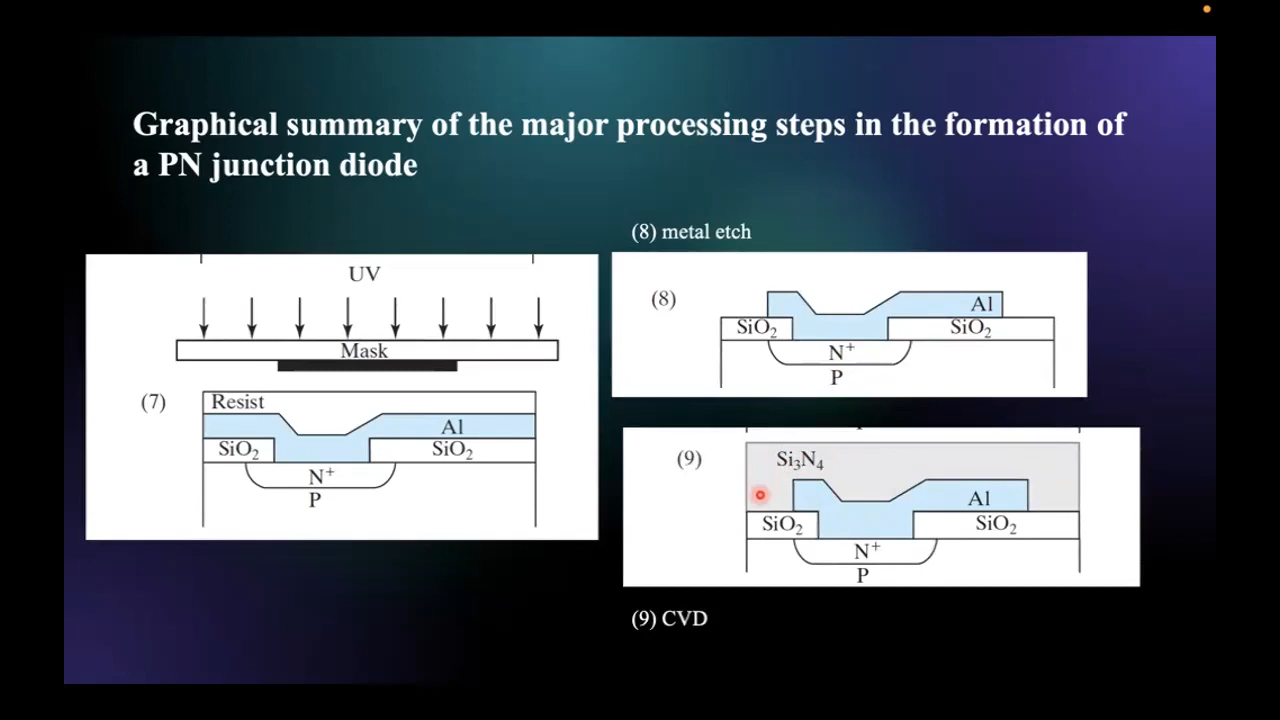 Graphical summary of the major processing steps in the formation of
a PN junction diode
UV
Mask
(7)
Resist
Al
SiO₂ SiO₂
N⁺
P
(8) metal etch
(8)
Al
SiO₂ SiO₂
N⁺
P
(9)
Si₃N₄
Al
SiO₂ SiO₂
N⁺
P
(9) CVD